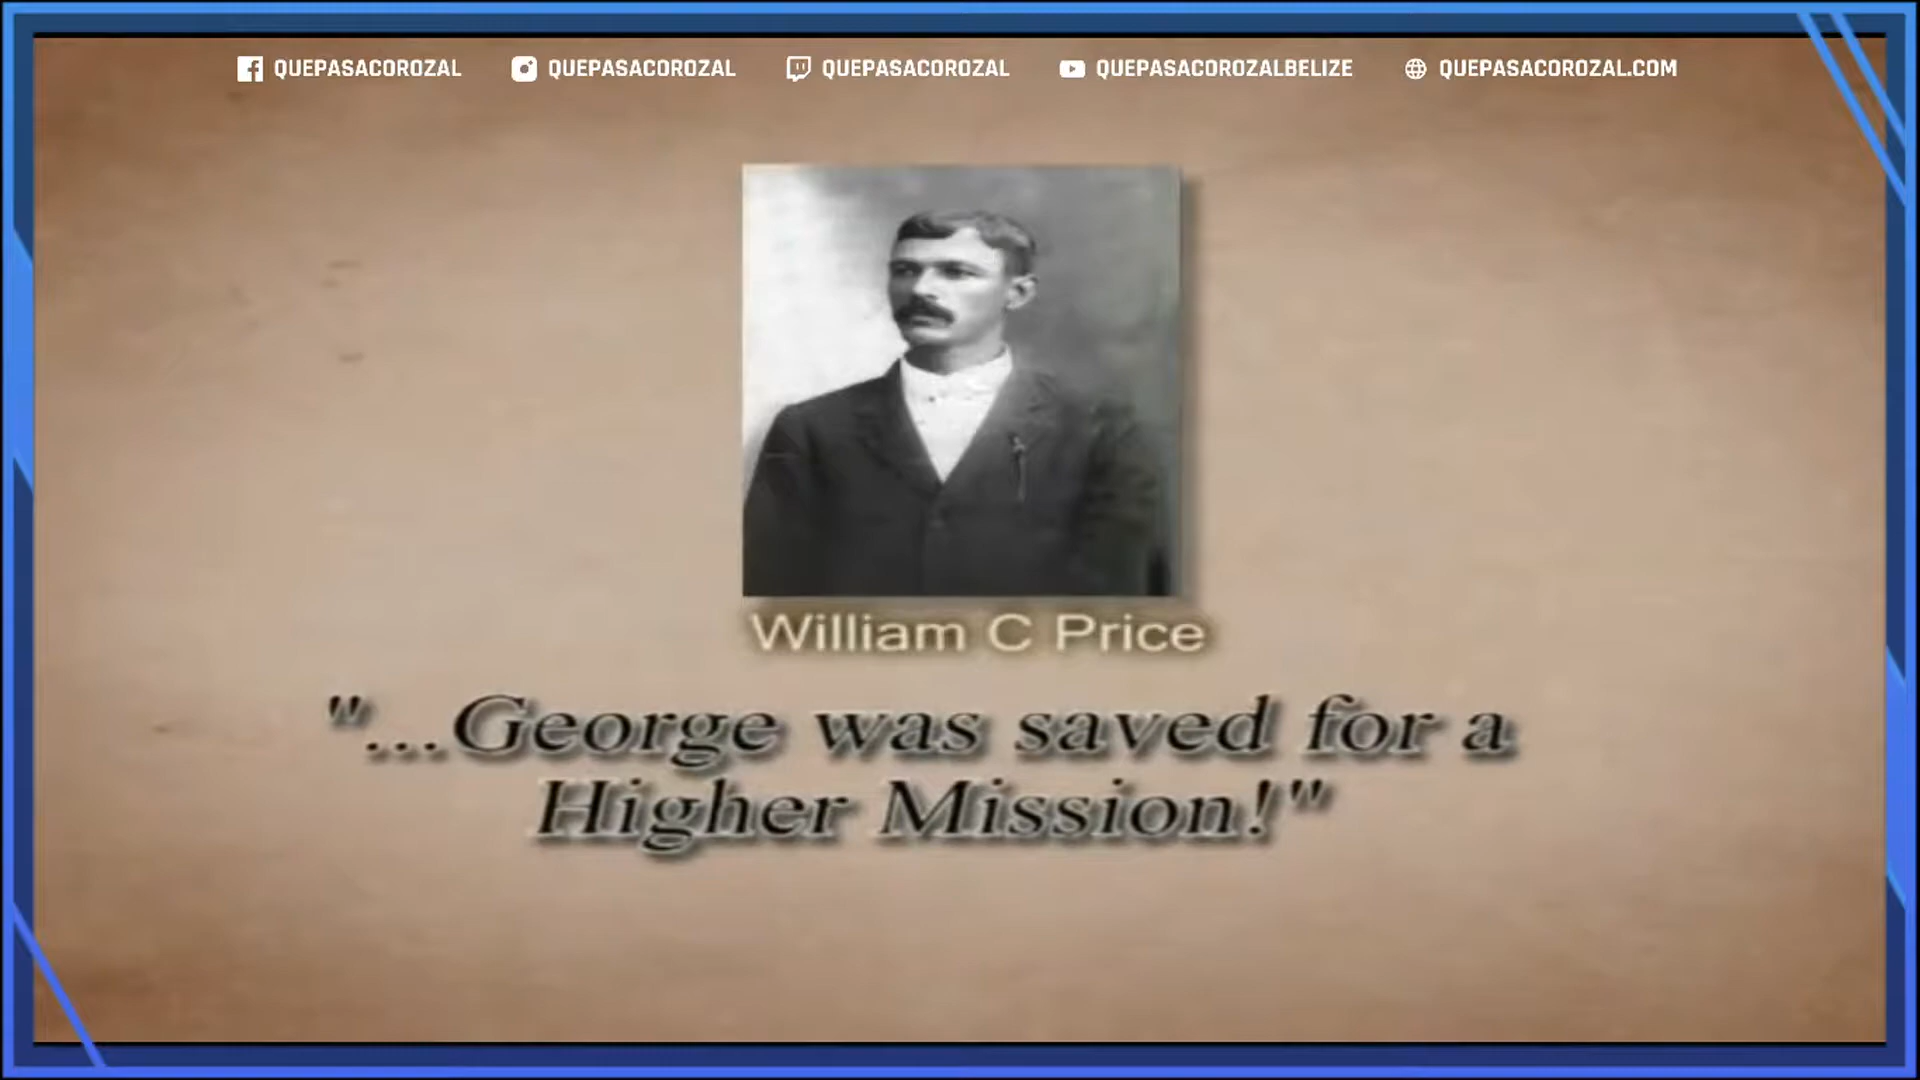 QUEPASACOROZAL QUEPASACOROZAL QUEPASACOROZAL QUEPASACOROZALBELIZE QUEPASACOROZAL.COM
William C Price
"...George was saved for a
Higher Mission!"